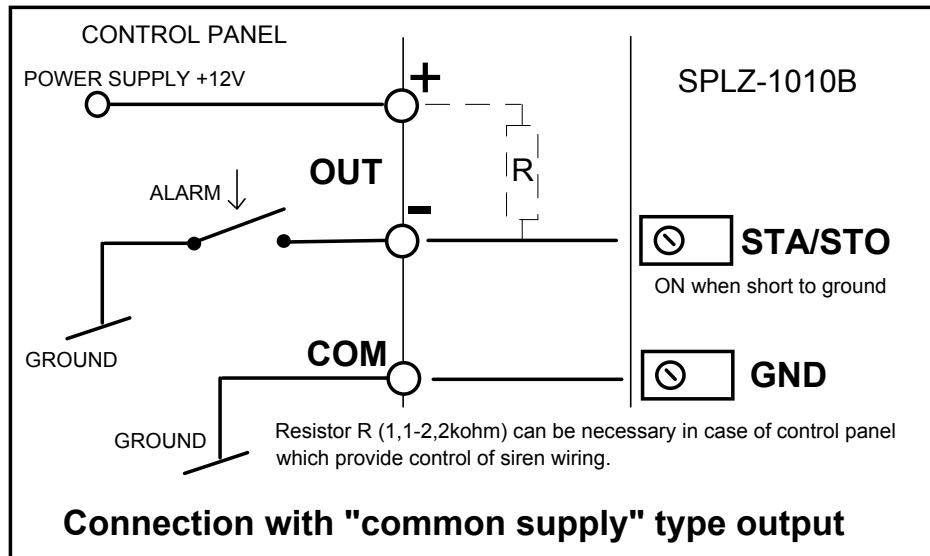 CONTROL PANEL
POWER SUPPLY +12V
+
SPLZ-1010B
R
OUT
ALARM
-
STA/STO
ON when short to ground
GROUND
COM
GND
GROUND
Resistor R (1,1-2,2kohm) can be necessary in case of control panel
which provide control of siren wiring.
Connection with "common supply" type output